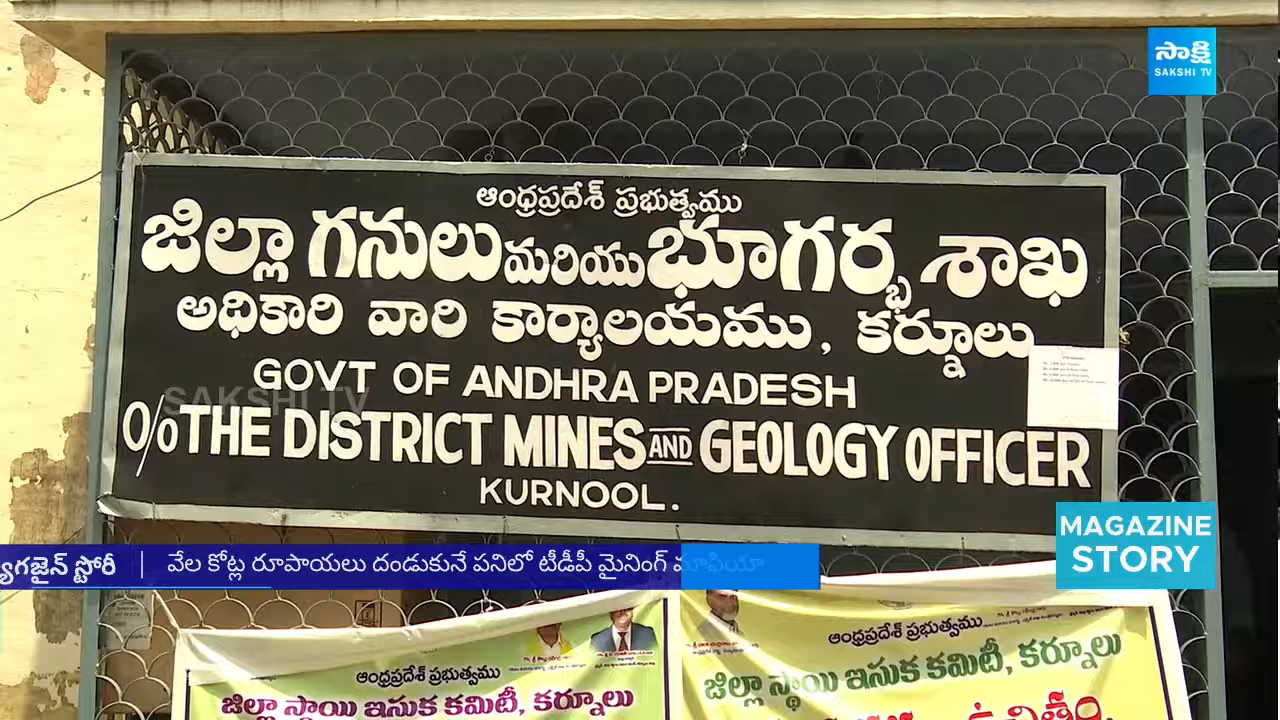 సాక్షి
SAKSHI TV
ఆంధ్రప్రదేశ్ ప్రభుత్వము
జిల్లా గనులు మరియు భూగర్భ శాఖ
అధికారి వారి కార్యాలయము, కర్నూలు
GOVT OF ANDHRA PRADESH
SAKSHI TV
O/o THE DISTRICT MINES AND GEOLOGY OFFICER
KURNOOL.
MAGAZINE
STORY
స్టోరీ | వేల కోట్ల రూపాయలు దండుకునే పనిలో టీడీపీ మైనింగ్ మాఫియా
ఆంధ్రప్రదేశ్ ప్రభుత్వము
జిల్లా స్థాయి ఇసుక కమిటీ, కర్నూలు
ఆంధ్రప్రదేశ్ ప్రభుత్వము
జిల్లా స్థాయి ఇసుక కమిటీ, కర్నూలు